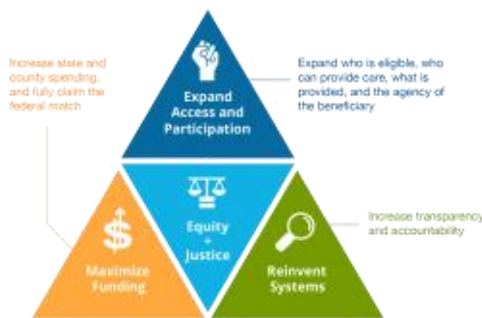 Increase state and
county spending,
and fully claim the
federal match
Expand
Access and
Participation
Expand who is eligible, who
can provide care, what is
provided, and the agency of
the beneficiary
Equity
+
Justice
Maximize
Funding
Reinvent
Systems
Increase transparency
and accountability